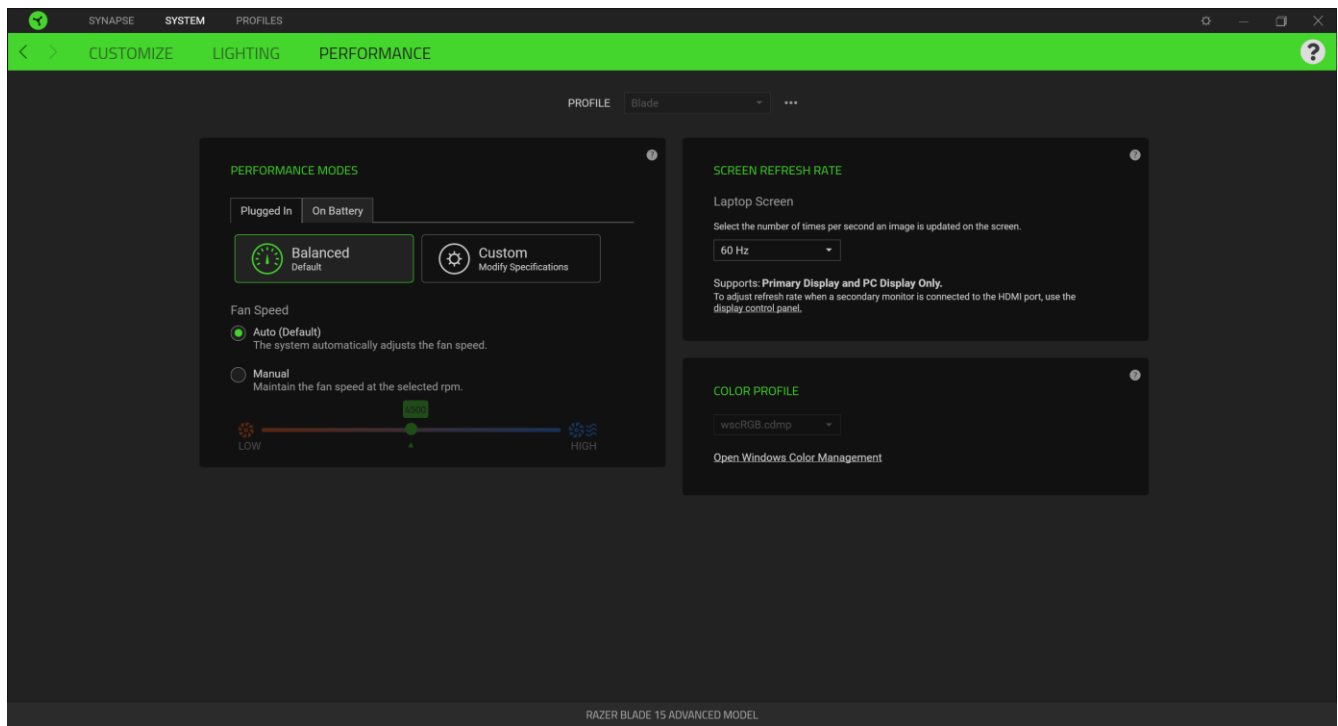 SYNAPSE SYSTEM PROFILES
CUSTOMIZE LIGHTING PERFORMANCE
?
PROFILE Blade
PERFORMANCE MODES
?
Plugged In On Battery
Balanced
Default
Custom
Modify Specifications
Fan Speed
Auto (Default)
The system automatically adjusts the fan speed.
Manual
Maintain the fan speed at the selected rpm.
4500
LOW HIGH
SCREEN REFRESH RATE
?
Laptop Screen
Select the number of times per second an image is updated on the screen.
60 Hz
Supports: Primary Display and PC Display Only.
To adjust refresh rate when a secondary monitor is connected to the HDMI port, use the
display control panel.
COLOR PROFILE
?
wscRGB.cdmp
Open Windows Color Management
RAZER BLADE 15 ADVANCED MODEL